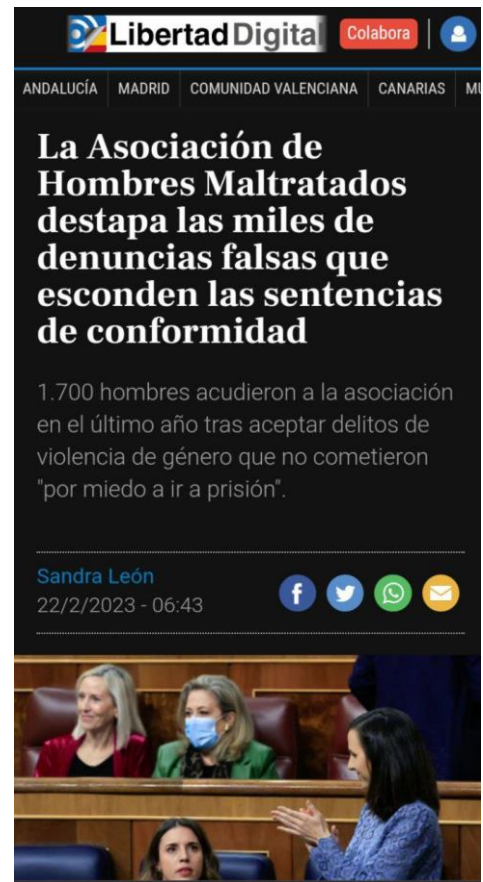 Libertad Digital Colabora
ANDALUCÍA MADRID COMUNIDAD VALENCIANA CANARIAS
La Asociación de
Hombres Maltratados
destapa las miles de
denuncias falsas que
esconden las sentencias
de conformidad
1.700 hombres acudieron a la asociación
en el último año tras aceptar delitos de
violencia de género que no cometieron
"por miedo a ir a prisión".
Sandra León
22/2/2023 - 06:43